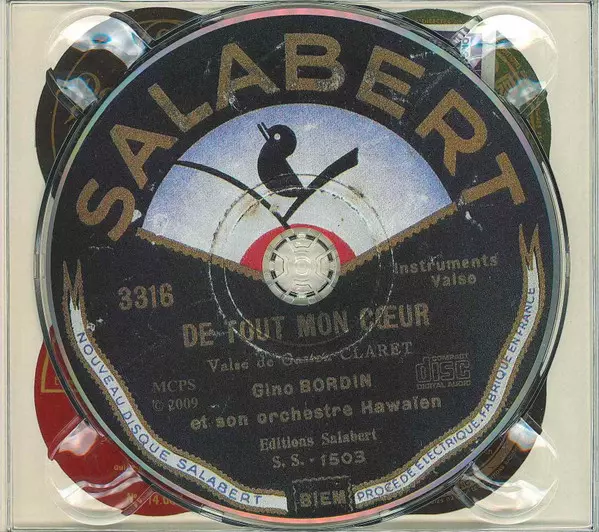 SALABERT
Instruments
Valse
3316
DE TOUT MON CŒUR
Valse de Gaston CLARET
MCPS
© 2009
Gino BORDIN
COMPACT
disc
DIGITAL AUDIO
et son orchestre Hawaïen
Editions Salabert
S. S. - 1503
NOUVEAU DISQUE SALABERT
BIEM
PROCÉDÉ ELECTRIQUE. FABRIQUÉ EN FRANCE